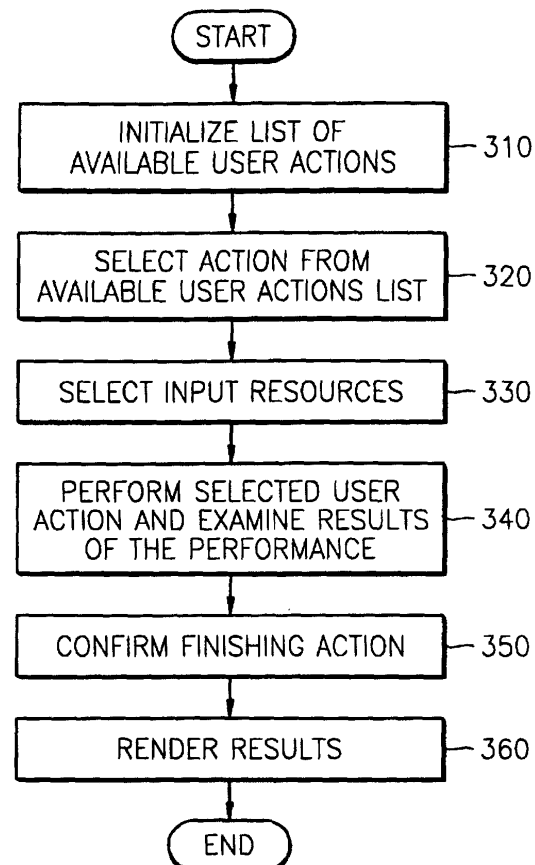 START
INITIALIZE LIST OF
AVAILABLE USER ACTIONS
310
SELECT ACTION FROM
AVAILABLE USER ACTIONS LIST
320
SELECT INPUT RESOURCES
330
PERFORM SELECTED USER
ACTION AND EXAMINE RESULTS
OF THE PERFORMANCE
340
CONFIRM FINISHING ACTION
350
RENDER RESULTS
360
END